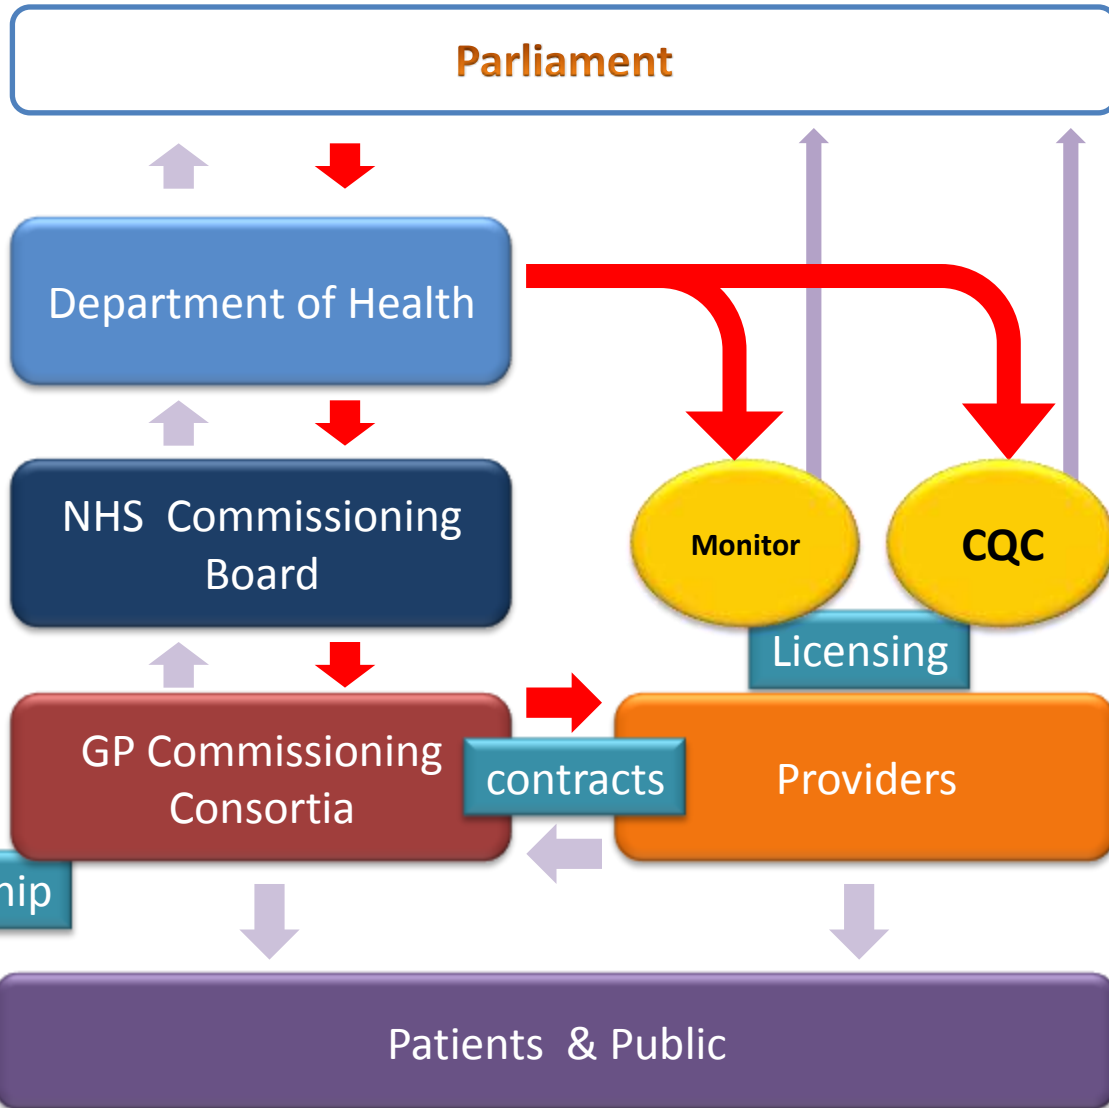 Parliament
Department of Health
NHS Commissioning
Board
Monitor
CQC
Licensing
GP Commissioning
Consortia
contracts
Providers
Patients & Public